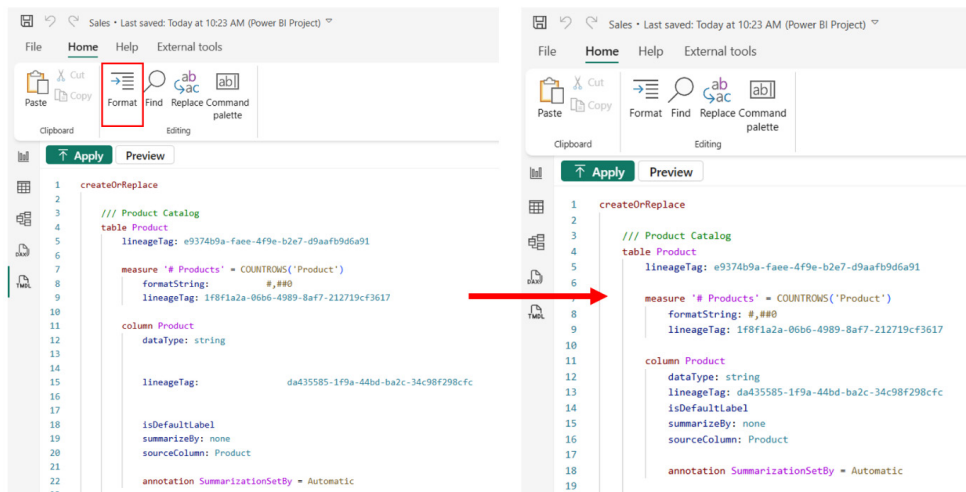 Sales • Last saved: Today at 10:23 AM (Power BI Project)
File Home Help External tools
Paste
Cut
Copy
Format Find Replace Command palette
Clipboard
Editing
Apply Preview
1 createOrReplace
2
3 /// Product Catalog
4 table Product
5 lineageTag: e9374b9a-faee-4f9e-b2e7-d9aafb9d6a91
6
7 measure '# Products' = COUNTROWS('Product')
8 formatString: #,##0
9 lineageTag: 1f8f1a2a-06b6-4989-8af7-212719cf3617
10
11 column Product
12 dataType: string
13
14
15 lineageTag: da435585-1f9a-44bd-ba2c-34c98f298cfc
16
17
18 isDefaultLabel
19 summarizeBy: none
20 sourceColumn: Product
21
22 annotation SummarizationSetBy = Automatic
DAX
TMDL
Sales • Last saved: Today at 10:23 AM (Power BI Project)
File Home Help External tools
Paste
Cut
Copy
Format Find Replace Command palette
Clipboard
Editing
Apply Preview
1 createOrReplace
2
3 /// Product Catalog
4 table Product
5 lineageTag: e9374b9a-faee-4f9e-b2e7-d9aafb9d6a91
6
measure '# Products' = COUNTROWS('Product')
8 formatString: #,##0
9 lineageTag: 1f8f1a2a-06b6-4989-8af7-212719cf3617
10
11 column Product
12 dataType: string
13 lineageTag: da435585-1f9a-44bd-ba2c-34c98f298cfc
14 isDefaultLabel
15 summarizeBy: none
16 sourceColumn: Product
17
18 annotation SummarizationSetBy = Automatic
19
DAX
TMDL